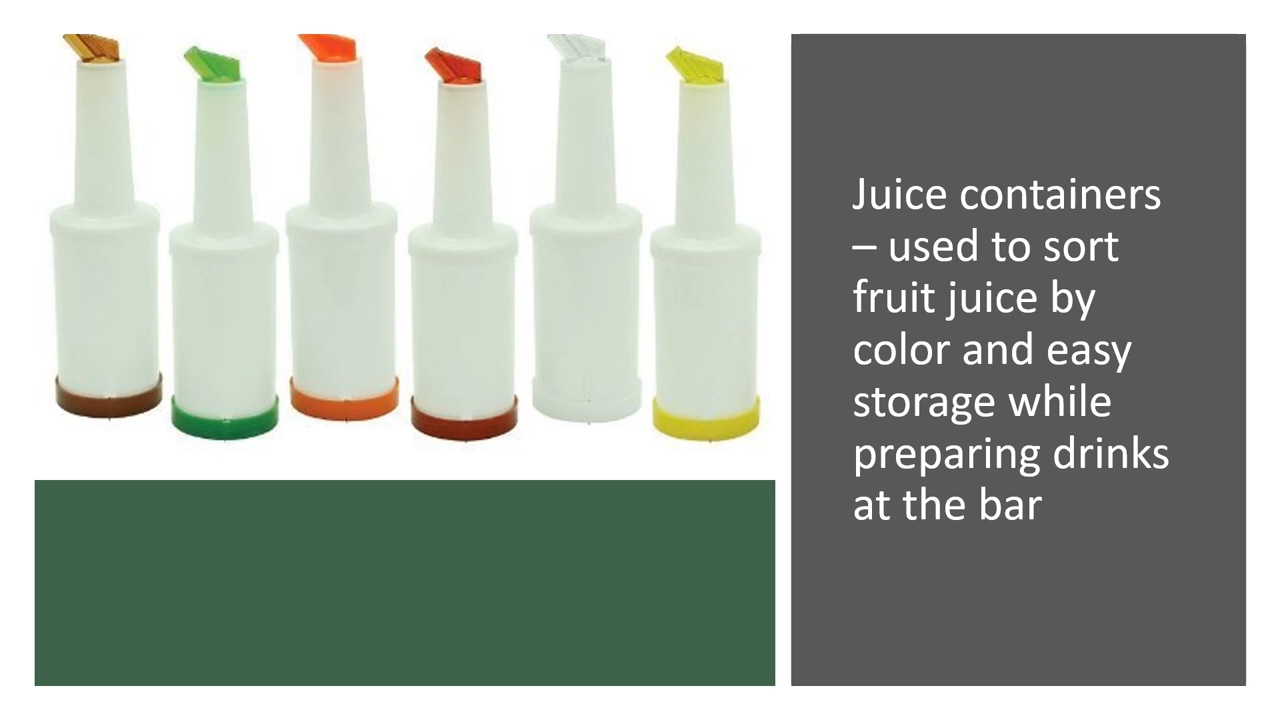 Juice containers
– used to sort
fruit juice by
color and easy
storage while
preparing drinks
at the bar